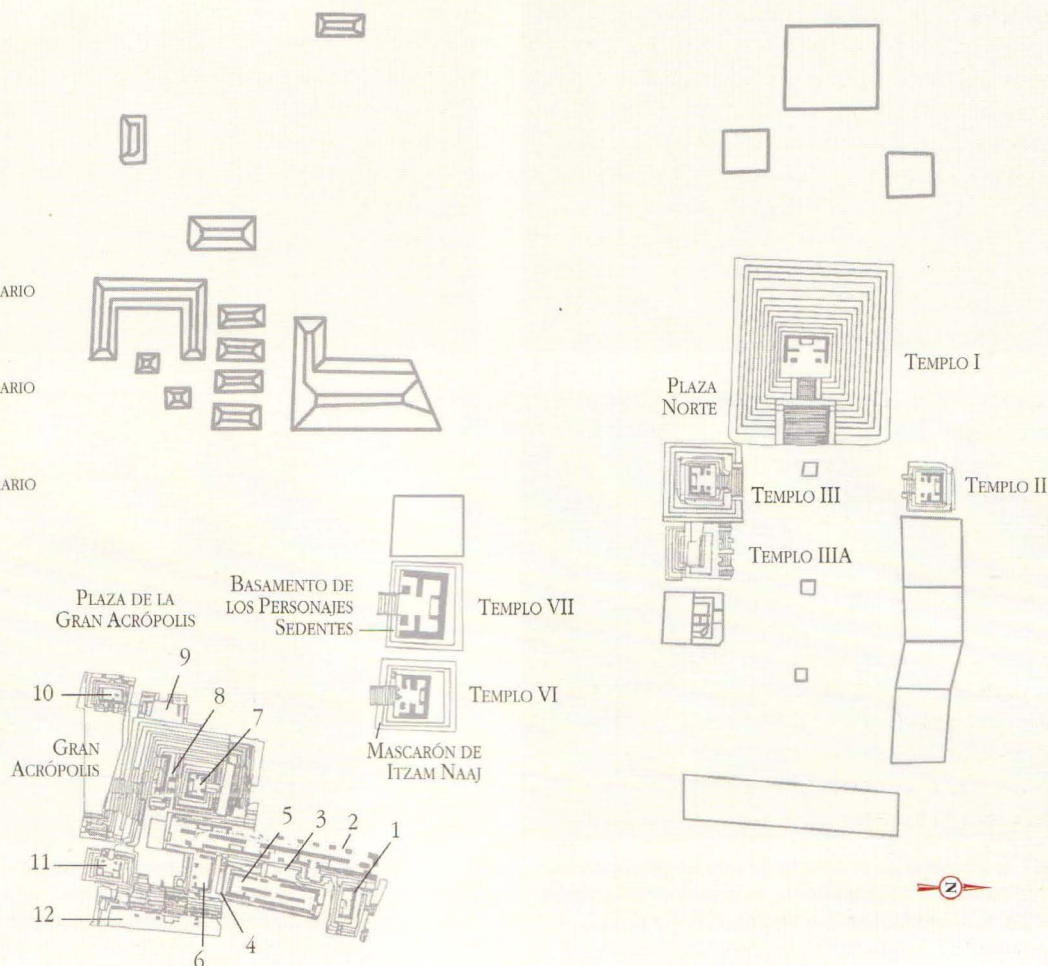 ARIO
ARIO
ARIO
TEMPLO I
PLAZA
NORTE
TEMPLO III
TEMPLO II
TEMPLO IIIA
BASAMENTO DE
LOS PERSONAJES
SEDENTES
TEMPLO VII
PLAZA DE LA
GRAN ACRÓPOLIS
TEMPLO VI
MASCARÓN DE
ITZAM NAAJ
9
10
8
7
GRAN
ACRÓPOLIS
5
3
2
1
11
12
4
6
N